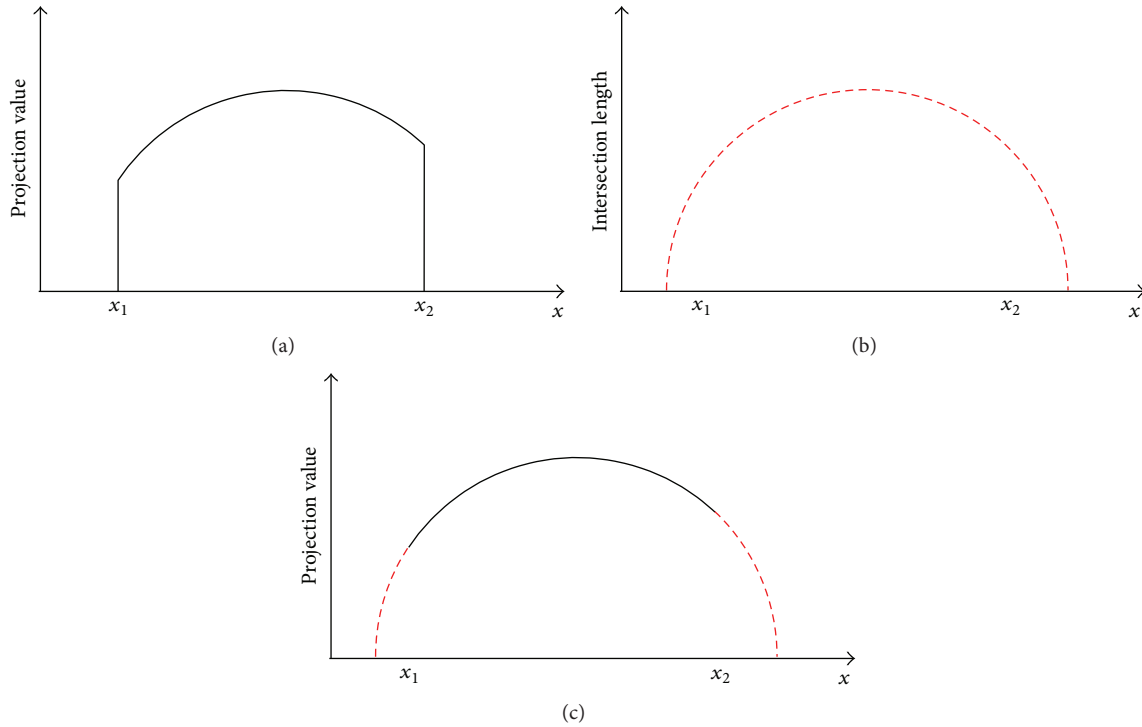 Projection value
x1
x2
x
(a)
Intersection length
x1
x2
x
(b)
Projection value
x1
x2
x
(c)